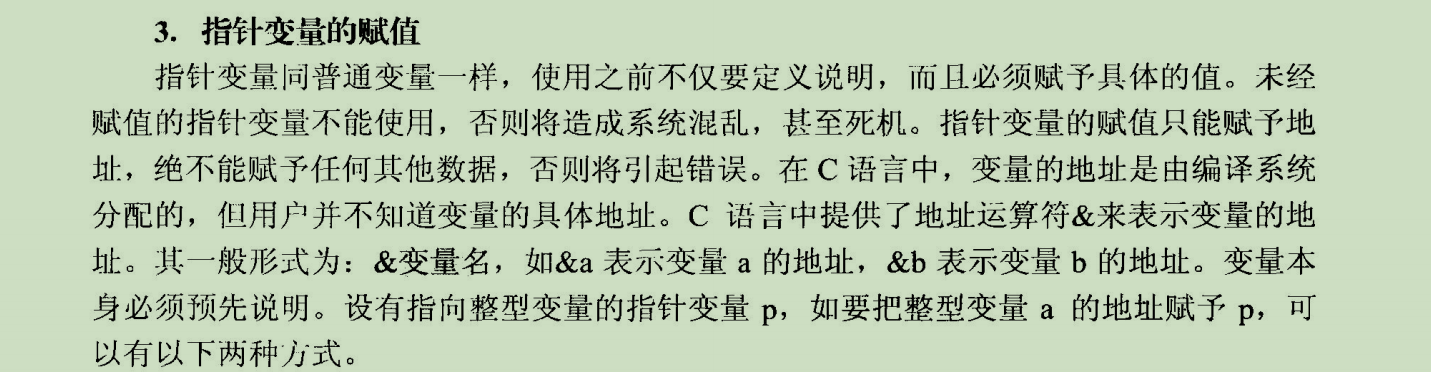 3. 指针变量的赋值
指针变量同普通变量一样，使用之前不仅要定义说明，而且必须赋予具体的值。未经
赋值的指针变量不能使用，否则将造成系统混乱，甚至死机。指针变量的赋值只能赋予地
址，绝不能赋予任何其他数据，否则将引起错误。在 C 语言中，变量的地址是由编译系统
分配的，但用户并不知道变量的具体地址。C 语言中提供了地址运算符&来表示变量的地
址。其一般形式为：&变量名，如&a 表示变量 a 的地址，&b 表示变量 b 的地址。变量本
身必须预先说明。设有指向整型变量的指针变量 p，如要把整型变量 a 的地址赋予 p，可
以有以下两种方式。